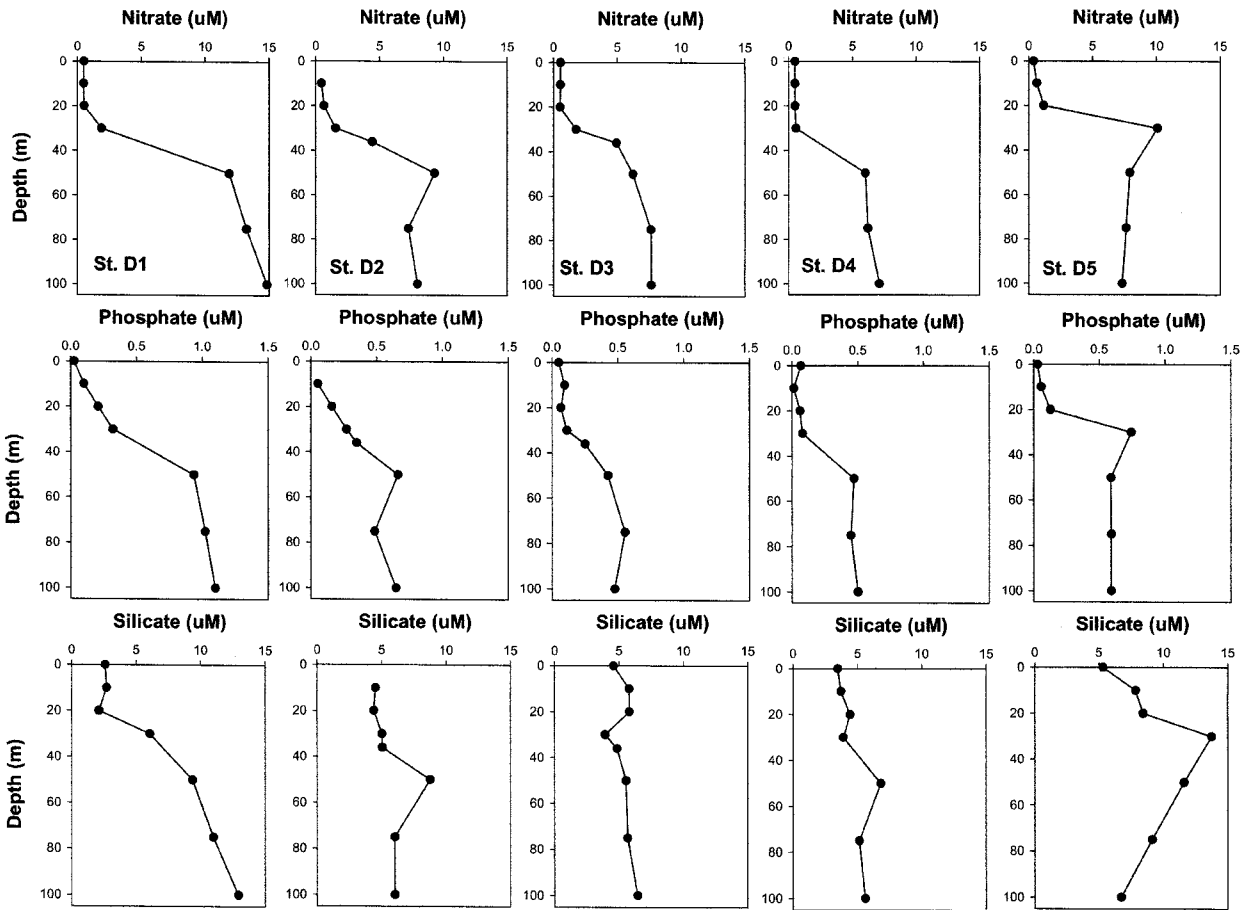 Nitrate (uM) Nitrate (uM) Nitrate (uM) Nitrate (uM) Nitrate (uM)
0 5 10 15 0 5 10 15 0 5 10 15 0 5 10 15 0 5 10 15
0 0 0 0 0
20 20 20 20 20
40 40 40 40 40
60 60 60 60 60
80 80 80 80 80
100 100 100 100 100
Depth (m)
St. D1 St. D2 St. D3 St. D4 St. D5
Phosphate (uM) Phosphate (uM) Phosphate (uM) Phosphate (uM) Phosphate (uM)
0.0 0.5 1.0 1.5 0.0 0.5 1.0 1.5 0.0 0.5 1.0 1.5 0.0 0.5 1.0 1.5 0.0 0.5 1.0 1.5
0 0 0 0 0
20 20 20 20 20
40 40 40 40 40
60 60 60 60 60
80 80 80 80 80
100 100 100 100 100
Depth (m)
Silicate (uM) Silicate (uM) Silicate (uM) Silicate (uM) Silicate (uM)
0 5 10 15 0 5 10 15 0 5 10 15 0 5 10 15 0 5 10 15
0 0 0 0 0
20 20 20 20 20
40 40 40 40 40
60 60 60 60 60
80 80 80 80 80
100 100 100 100 100
Depth (m)